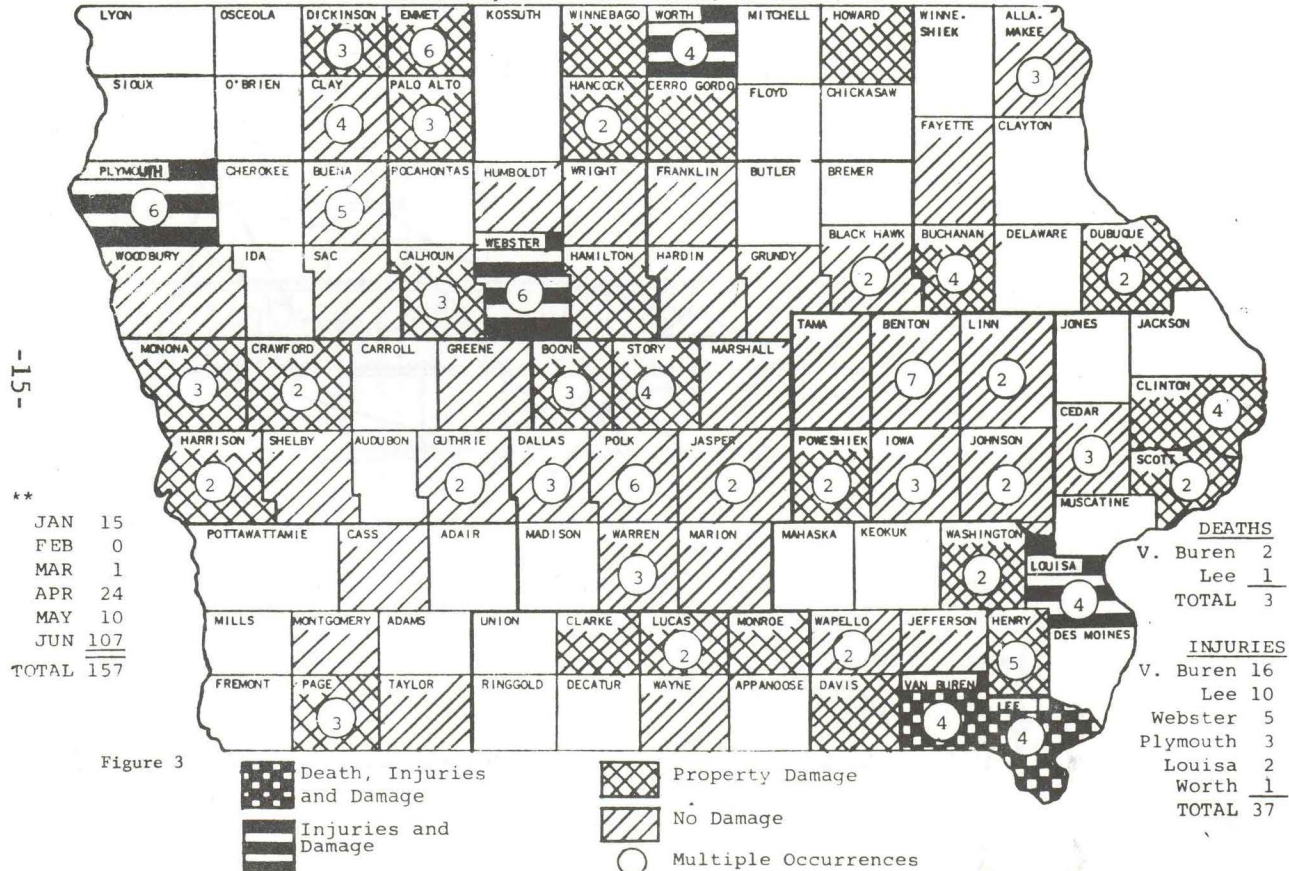 LYON OSCEOLA DICKINSON EMMET KOSSUTH WINNEBAGO WORTH MITCHELL HOWARD WINNE- ALLA-
SHIEK MAKEE
3 6 4 3
SIOUX O'BRIEN CLAY PALO ALTO HANCOCK CERRO GORDO FLOYD CHICKASAW
4 3 2
FAYETTE CLAYTON
PLYMOUTH CHEROKEE BUENA POCAHONTAS HUMBOLDT WRIGHT FRANKLIN BUTLER BREMER
6 5
WOODBURY IDA SAC CALHOUN WEBSTER HAMILTON HARDIN GRUNDY BLACK HAWK BUCHANAN DELAWARE DUBUQUE
3 6 2 4 2
MONONA CRAWFORD CARROLL GREENE BOONE STORY MARSHALL TAMA BENTON LINN JONES JACKSON
3 2 3 4 7 2
CLINTON
4
HARRISON SHELBY AUDUBON GUTHRIE DALLAS POLK JASPER POWESHIEK IOWA JOHNSON CEDAR
2 2 3 6 2 2 3 2 3
SCOTT
2
MUSCATINE
POTTAWATTAMIE CASS ADAIR MADISON WARREN MARION MAHASKA KEOKUK WASHINGTON LOUISA
3 2 4
MILLS MONTGOMERY ADAMS UNION CLARKE LUCAS MONROE WAPELLO JEFFERSON HENRY DES MOINES
2 2 5
FREMONT PAGE TAYLOR RINGGOLD DECATUR WAYNE APPANOOSE DAVIS VAN BUREN LEE
3 4 4
-15-
**
JAN 15
FEB 0
MAR 1
APR 24
MAY 10
JUN 107
TOTAL 157
DEATHS
V. Buren 2
Lee 1
TOTAL 3
INJURIES
V. Buren 16
Lee 10
Webster 5
Plymouth 3
Louisa 2
Worth 1
TOTAL 37
Figure 3
Death, Injuries
and Damage
Injuries and
Damage
Property Damage
No Damage
Multiple Occurrences